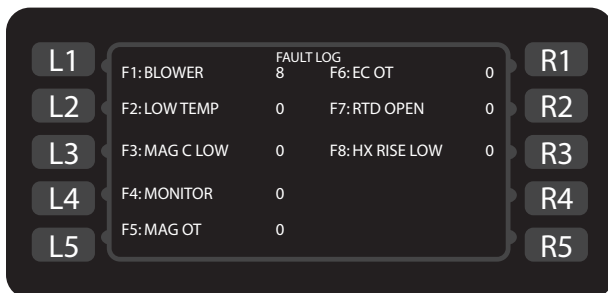 FAULT LOG
L1 F1: BLOWER 8 F6: EC OT 0 R1
L2 F2: LOW TEMP 0 F7: RTD OPEN 0 R2
L3 F3: MAG C LOW 0 F8: HX RISE LOW 0 R3
L4 F4: MONITOR 0 R4
L5 F5: MAG OT 0 R5